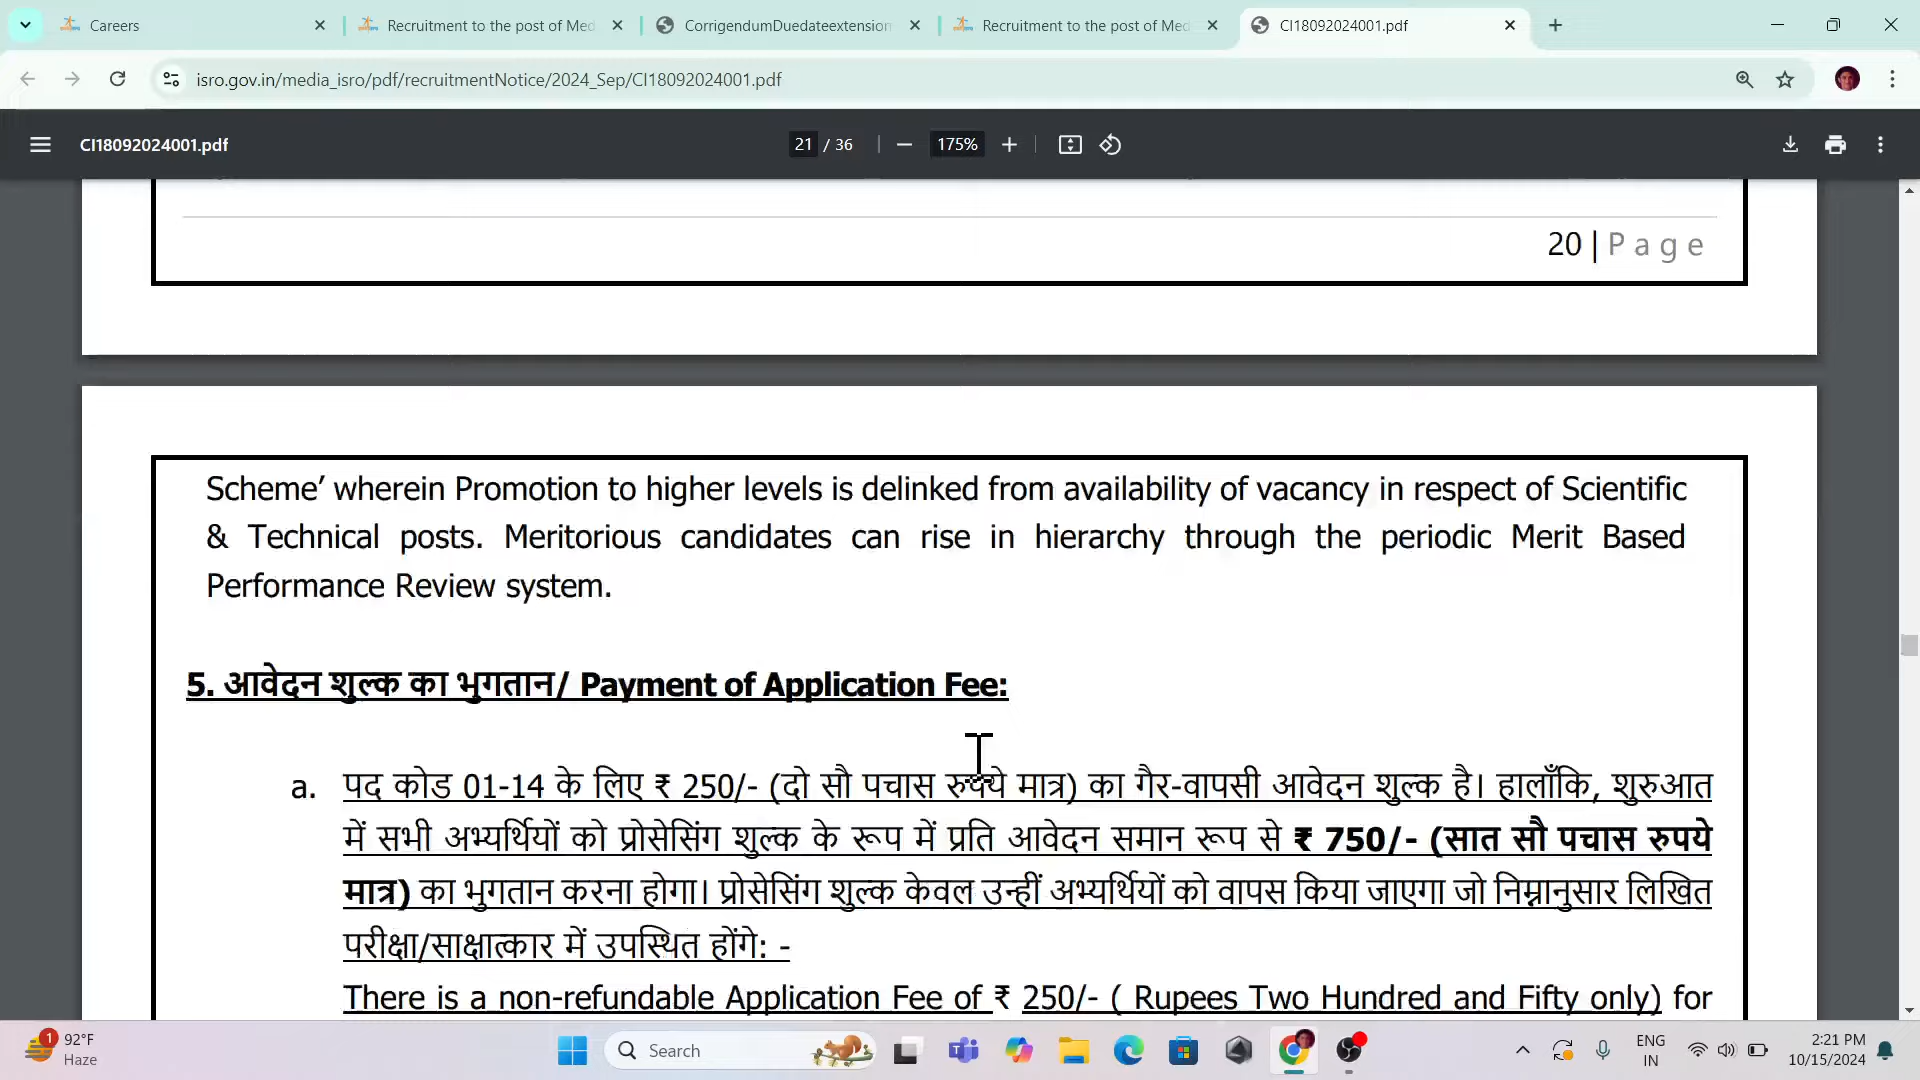 Careers
Recruitment to the post of Med
CorrigendumDuedateextension
Recruitment to the post of Med
CI18092024001.pdf
isro.gov.in/media_isro/pdf/recruitmentNotice/2024_Sep/CI18092024001.pdf
CI18092024001.pdf
21 / 36
175%
20 | P a g e
Scheme’ wherein Promotion to higher levels is delinked from availability of vacancy in respect of Scientific
& Technical posts. Meritorious candidates can rise in hierarchy through the periodic Merit Based
Performance Review system.
5. आवेदन शुल्क का भुगतान/ Payment of Application Fee:
a. पद कोड 01-14 के लिए ₹ 250/- (दो सौ पचास रुपये मात्र) का गैर-वापसी आवेदन शुल्क है। हालाँकि, शुरुआत
में सभी अभ्यर्थियों को प्रोसेसिंग शुल्क के रूप में प्रति आवेदन समान रूप से ₹ 750/- (सात सौ पचास रुपये
मात्र) का भुगतान करना होगा। प्रोसेसिंग शुल्क केवल उन्हीं अभ्यर्थियों को वापस किया जाएगा जो निम्नानुसार लिखित
परीक्षा/साक्षात्कार में उपस्थित होंगे: -
There is a non-refundable Application Fee of ₹ 250/- ( Rupees Two Hundred and Fifty only) for
1
92°F
Haze
Search
ENG
IN
2:21 PM
10/15/2024